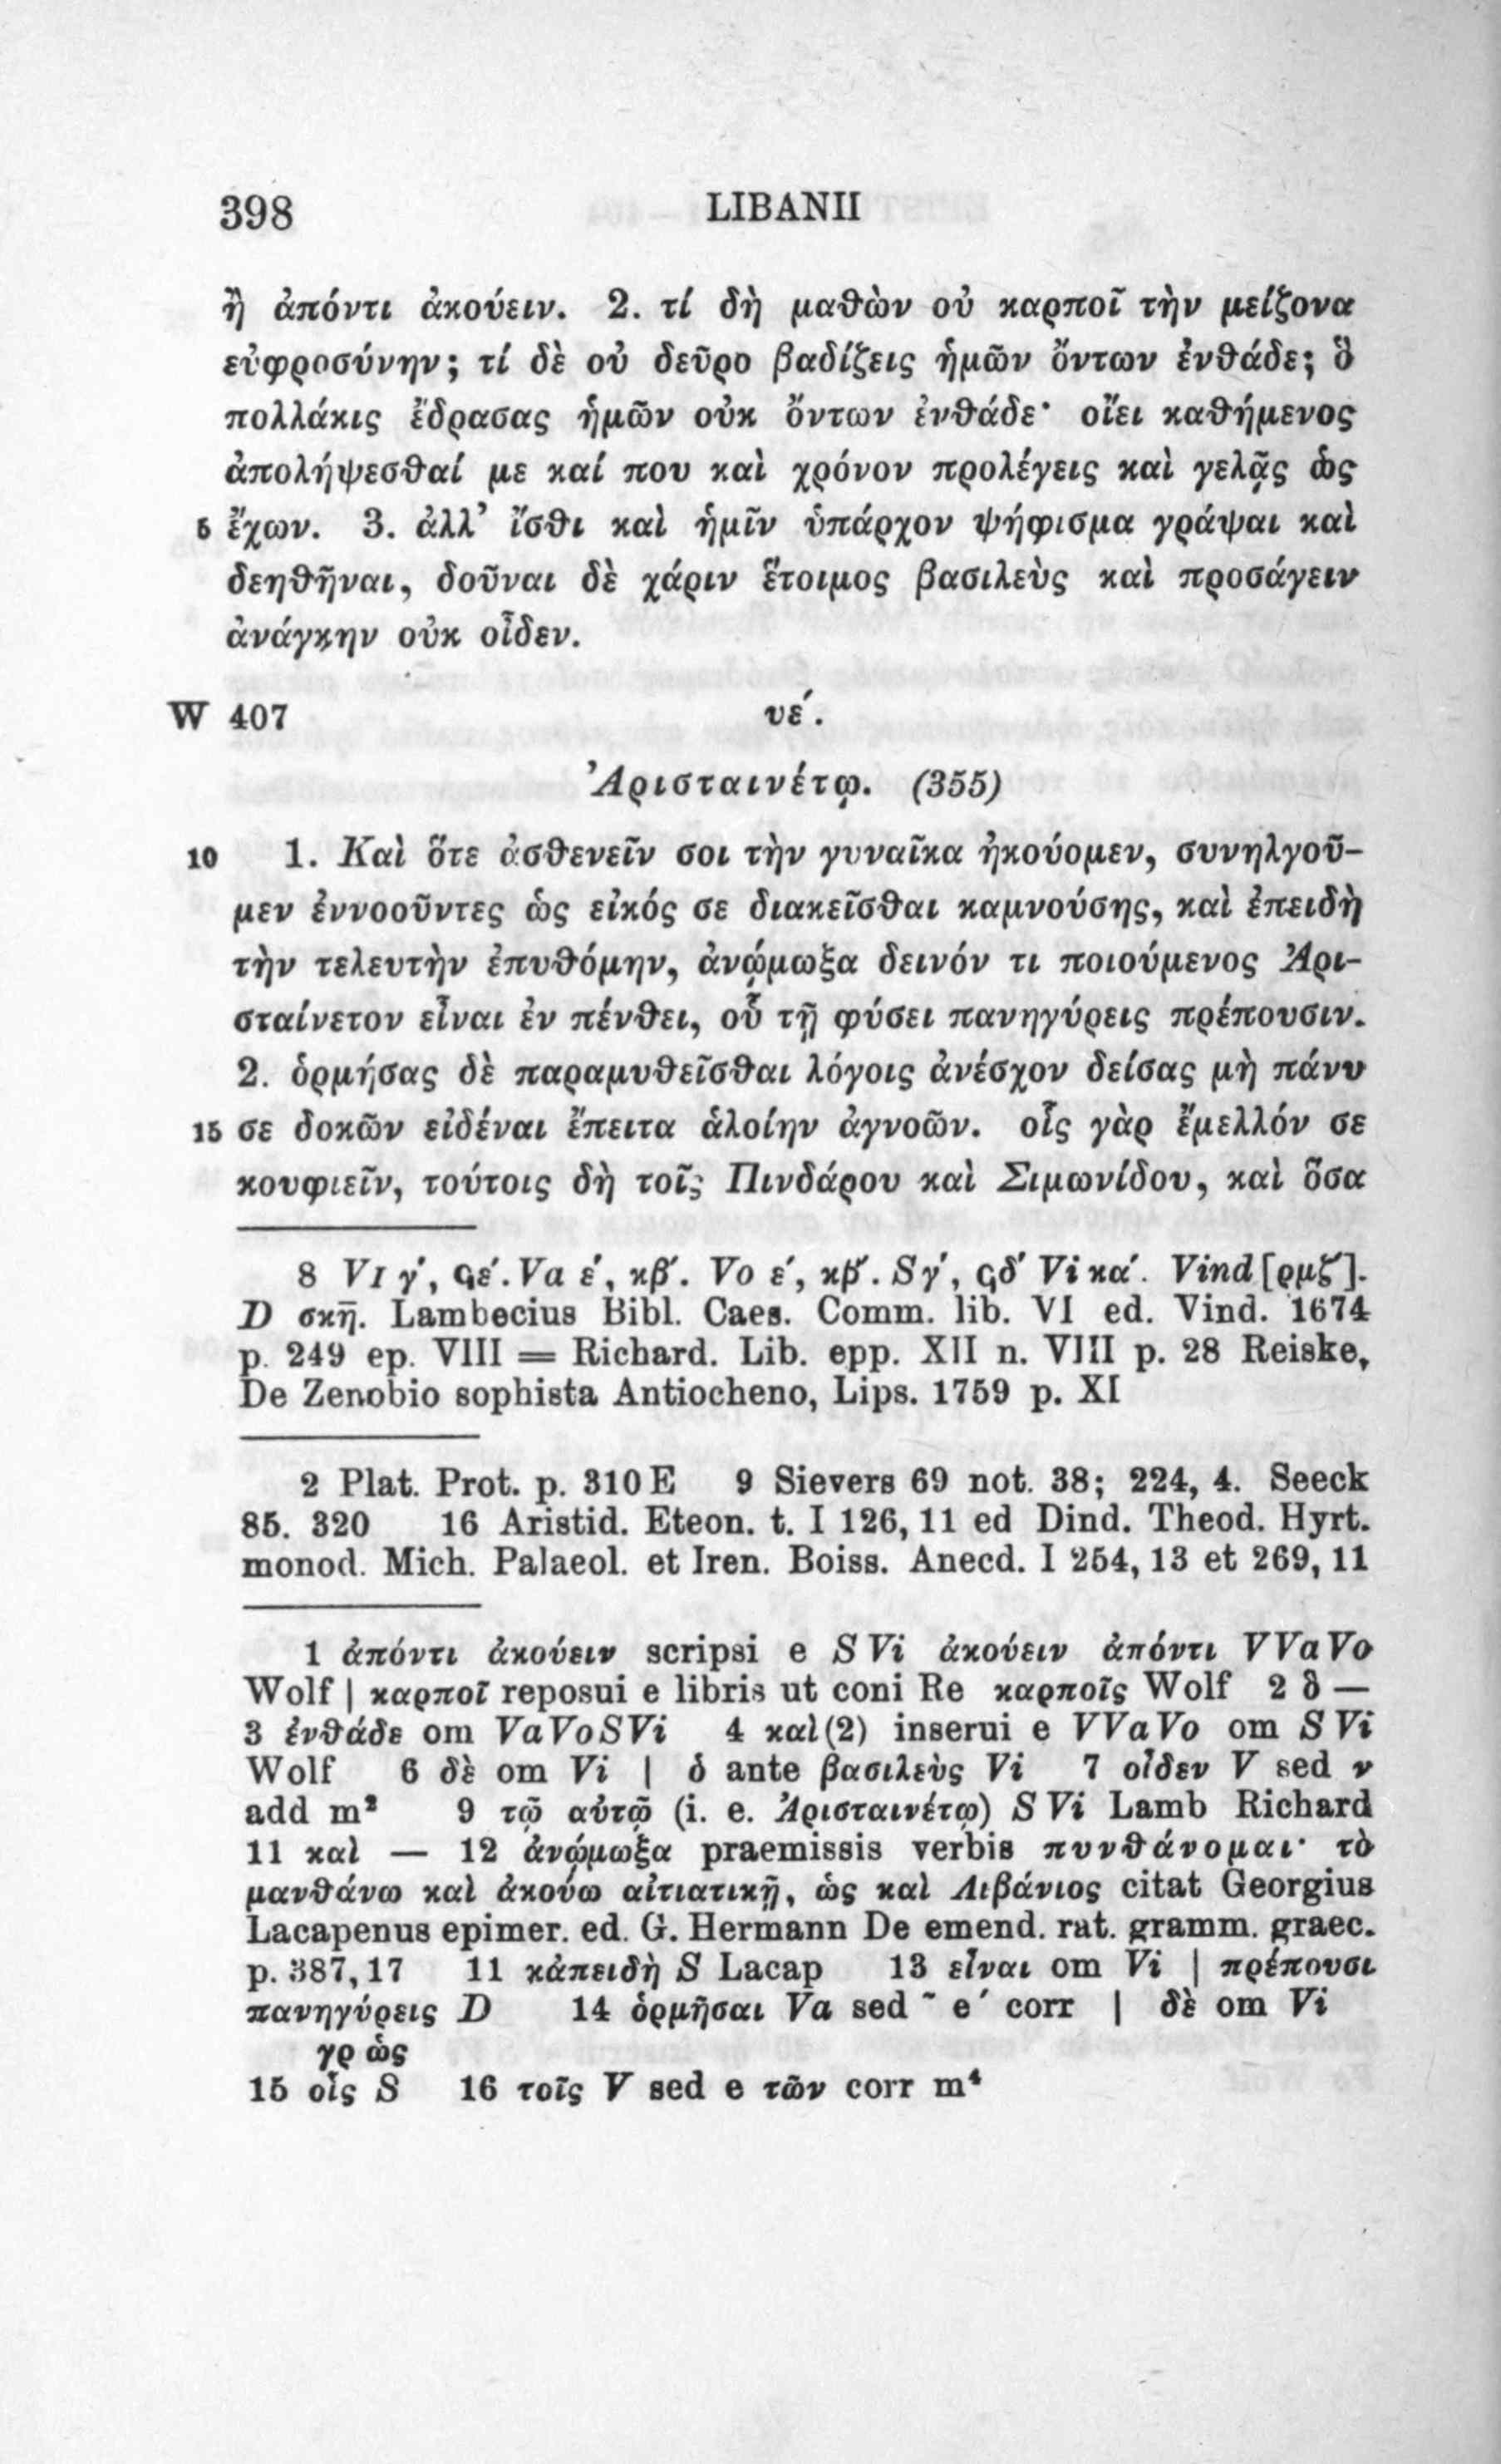 398 LIBANII
ἢ ἀπόντι ἀκούειν. 2. τί δὴ μαθὼν οὐ καρποῖ τὴν μείζονα
εὐφροσύνην; τί δὲ οὐ δεῦρο βαδίζεις ἡμῶν ὄντων ἐνθάδε; ὃ
πολλάκις ἔδρασας ἡμῶν οὐκ ὄντων ἐνθάδε· οἴει καθήμενος
ἀπολήψεσθαί με καί που καὶ χρόνον προλέγεις καὶ γελᾷς ὡς
5 ἔχων. 3. ἀλλ’ ἴσθι καὶ ἡμῖν ὑπάρχον ψήφισμα γράψαι καὶ
δεηθῆναι, δοῦναι δὲ χάριν ἕτοιμος βασιλεὺς καὶ προσάγειν
ἀνάγκην οὐκ οἶδεν.
W 407 υέ.
Ἀρισταινέτῳ. (355)
10 1. Καὶ ὅτε ἀσθενεῖν σοι τὴν γυναῖκα ἠκούομεν, συνηλγοῦ-
μεν ἐννοοῦντες ὡς εἰκός σε διακεῖσθαι καμνούσης, καὶ ἐπειδὴ
τὴν τελευτὴν ἐπυθόμην, ἀνῴμωξα δεινόν τι ποιούμενος Ἀρι-
σταίνετον εἶναι ἐν πένθει, οὗ τῇ φύσει πανηγύρεις πρέπουσιν.
2. ὁρμήσας δὲ παραμυθεῖσθαι λόγοις ἀνέσχον δείσας μὴ πάνυ
15 σε δοκῶν εἰδέναι ἔπειτα ἁλοίην ἀγνοῶν. οἷς γὰρ ἔμελλόν σε
κουφιεῖν, τούτοις δὴ τοῖς Πινδάρου καὶ Σιμωνίδου, καὶ ὅσα
8 VI γ΄, ϟε΄. Va ε΄, κβ΄. Vo ε΄, κβ΄. S γ΄, ϟδ΄ Vi κα΄. Vind [ρμζ΄].
D σκη̄. Lambecius Bibl. Caes. Comm. lib. VI ed. Vind. 1674
p. 249 ep. VIII = Richard. Lib. epp. XII n. VIII p. 28 Reiske,
De Zenobio sophista Antiocheno, Lips. 1759 p. XI
2 Plat. Prot. p. 310 E 9 Sievers 69 not. 38; 224, 4. Seeck
85. 320 16 Aristid. Eteon. t. I 126, 11 ed Dind. Theod. Hyrt.
monod. Mich. Palaeol. et Iren. Boiss. Anecd. I 254, 13 et 269, 11
1 ἀπόντι ἀκούειν scripsi e S Vi ἀκούειν ἀπόντι V Va Vo
Wolf | καρποῖ reposui e libris ut coni Re καρποῖς Wolf 2 ὃ —
3 ἐνθάδε om Va Vo S Vi 4 καὶ (2) inserui e V Va Vo om S Vi
Wolf 6 δὲ om Vi | ὁ ante βασιλεὺς Vi 7 οἶδεν V sed ν
add m² 9 τῷ αὐτῷ (i. e. Ἀρισταινέτῳ) S Vi Lamb Richard
11 καὶ — 12 ἀνῴμωξα praemissis verbis πυνθάνομαι· τὸ
μανθάνω καὶ ἀκούω αἰτιατικῇ, ὡς καὶ Λιβάνιος citat Georgius
Lacapenus epimer. ed. G. Hermann De emend. rat. gramm. graec.
p. 387, 17 11 κἀπειδὴ S Lacap 13 εἶναι om Vi | πρέπουσι
πανηγύρεις D 14 ὁρμῆσαι Va sed ῀ e ΄ corr | δὲ om Vi
γρ ὡς
15 οἷς S 16 τοῖς V sed e τῶν corr m⁴